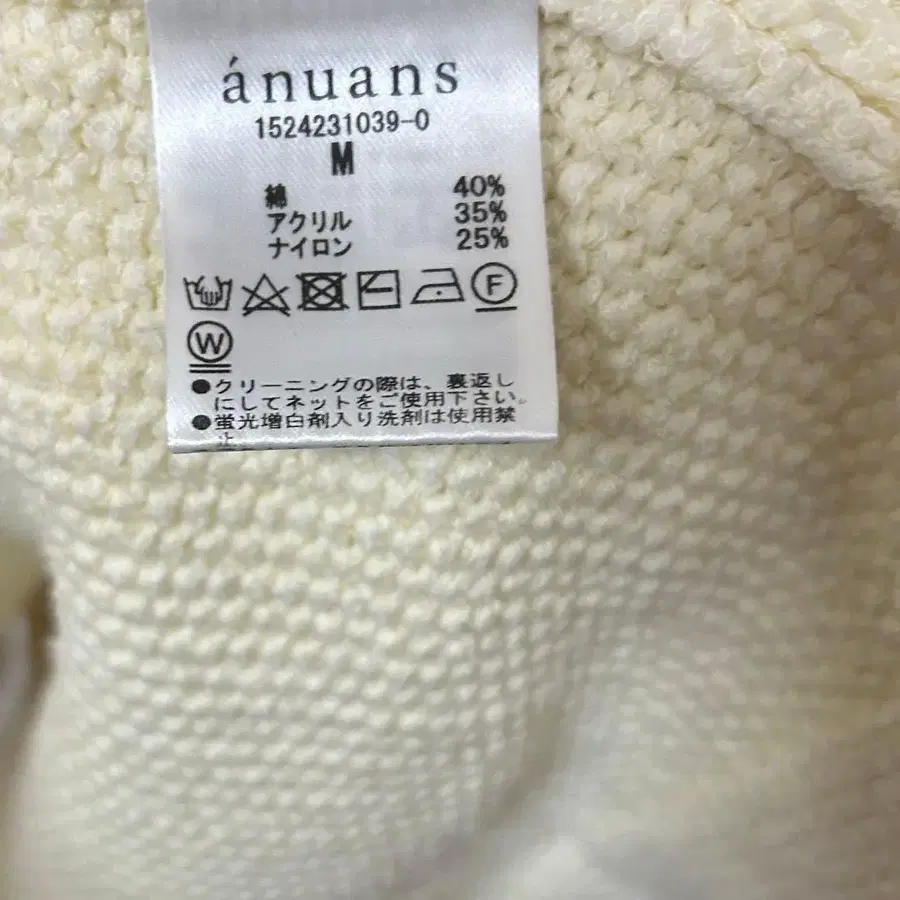 ánuans
1524231039-0
M
綿 40%
アクリル 35%
ナイロン 25%
F
W
●クリーニングの際は、裏返し
にしてネットをご使用下さい。
●蛍光増白剤入り洗剤は使用禁
止